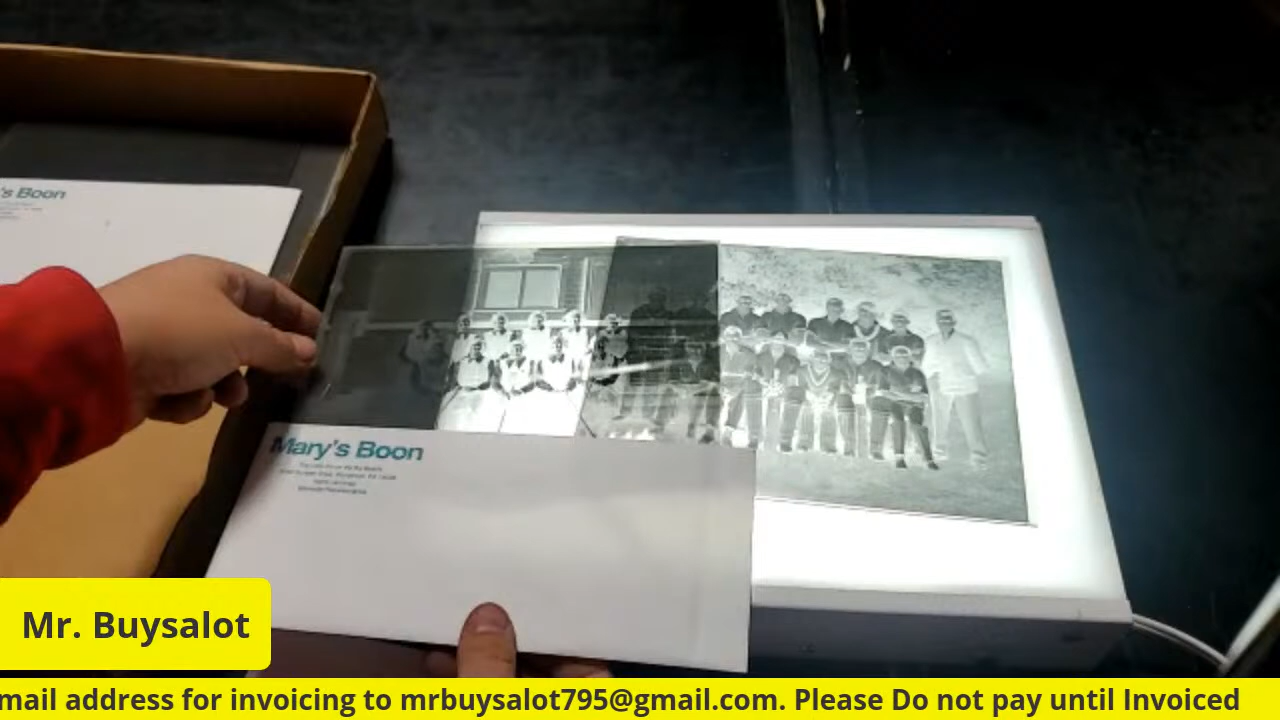 's Boon
Mary's Boon
Mr. Buysalot
mail address for invoicing to mrbuysalot795@gmail.com. Please Do not pay until Invoiced